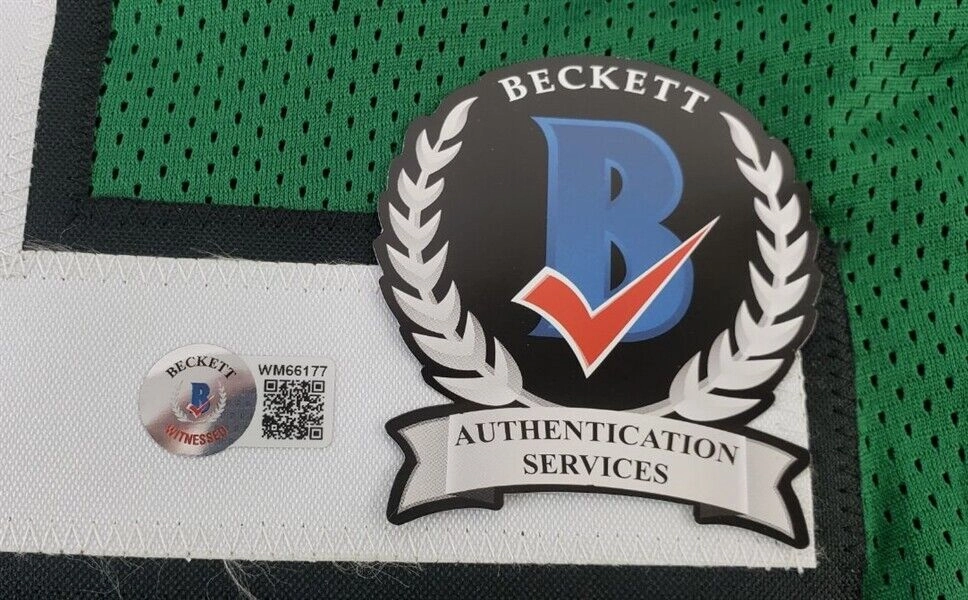 BECKETT
B
AUTHENTICATION
SERVICES
BECKETT
B
WITNESSED
WM66177